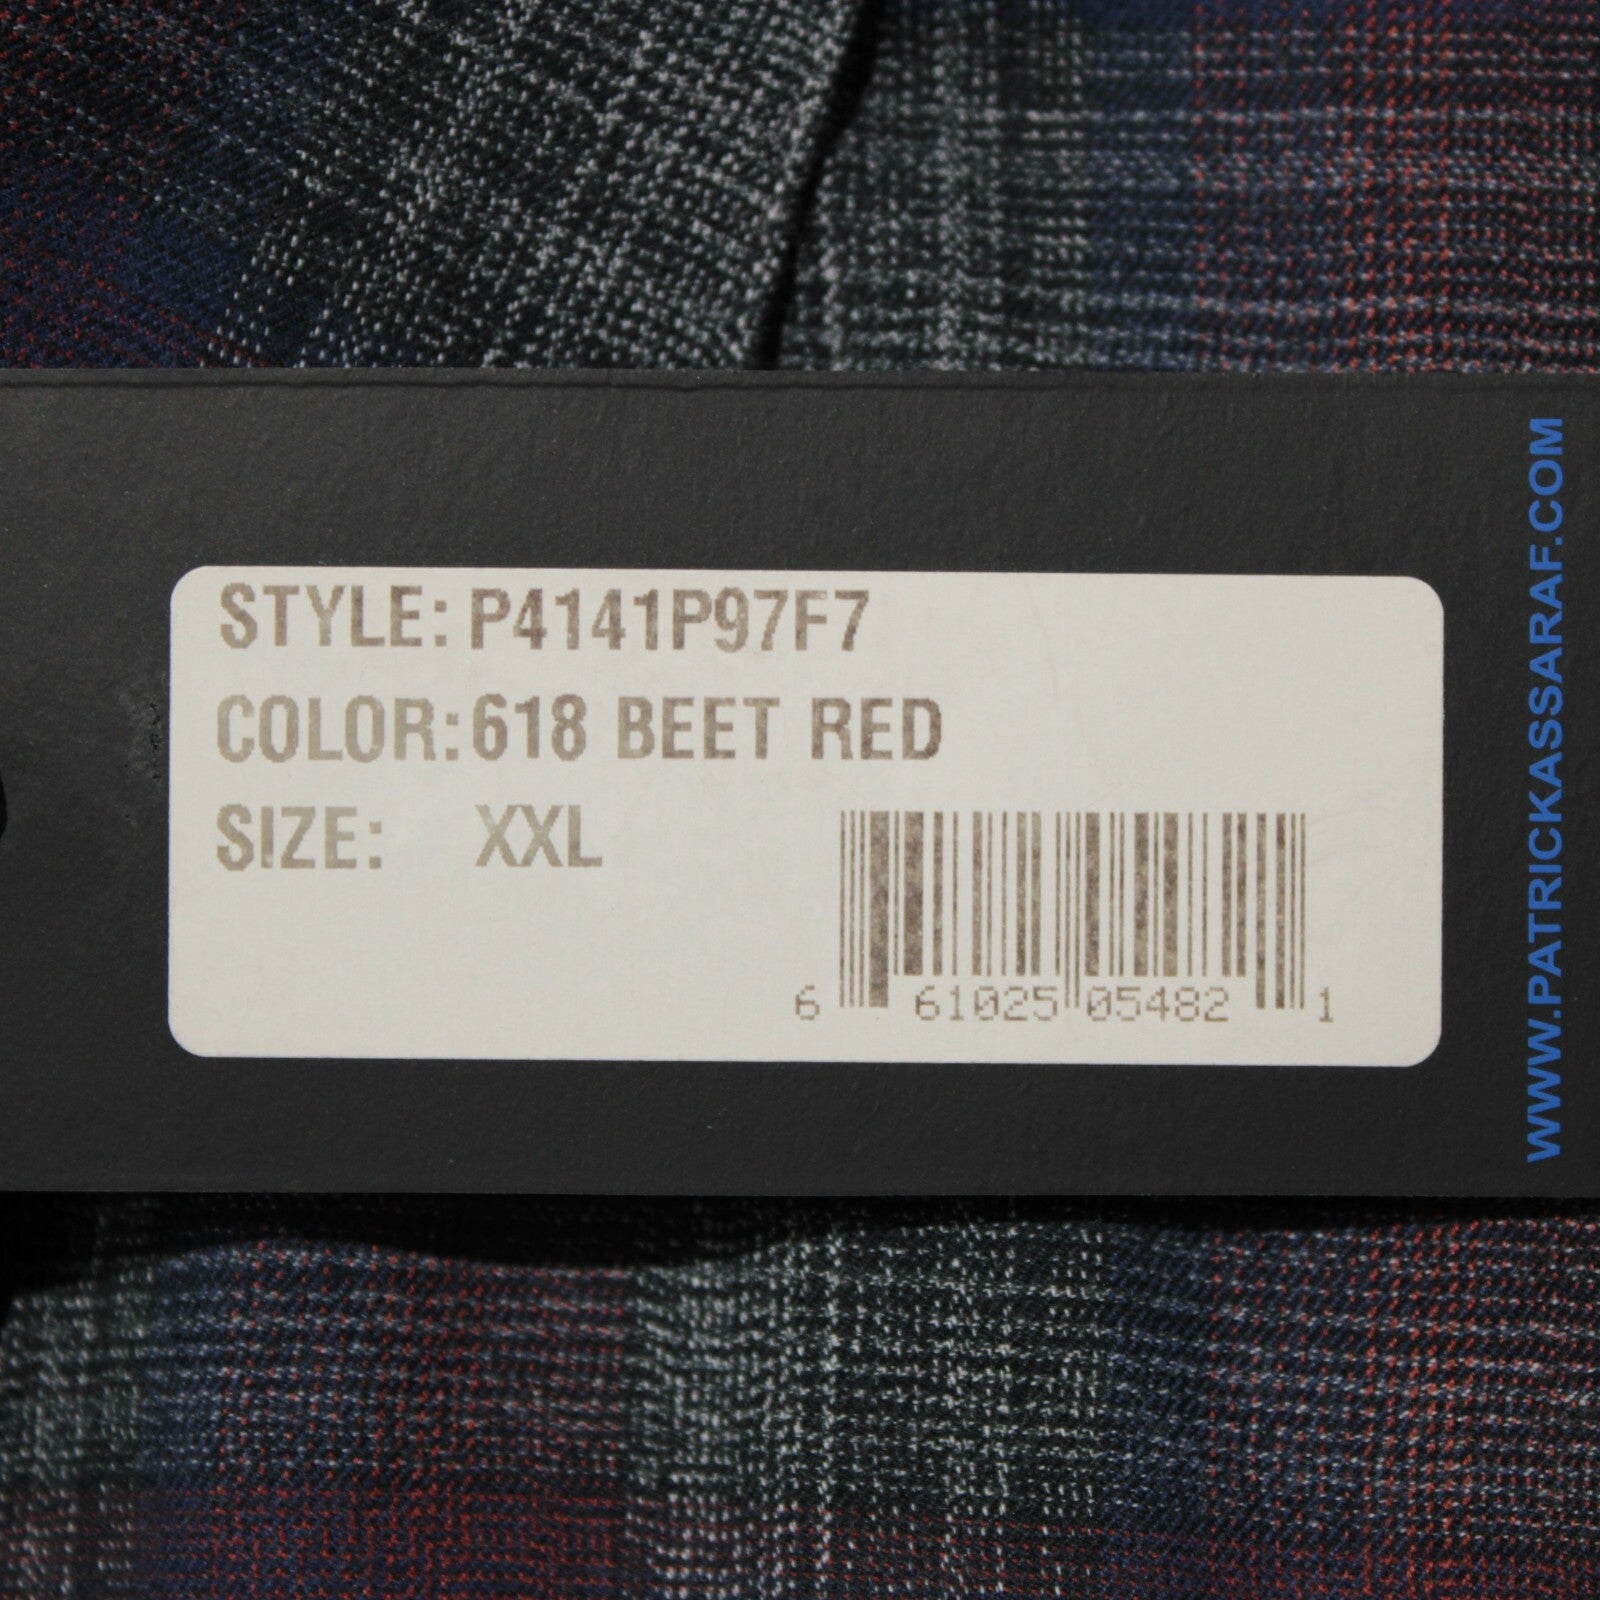 STYLE: P4141P97F7
COLOR: 618 BEET RED
SIZE: XXL
6 61025 05482 1
WWW.PATRICKASSARAF.COM